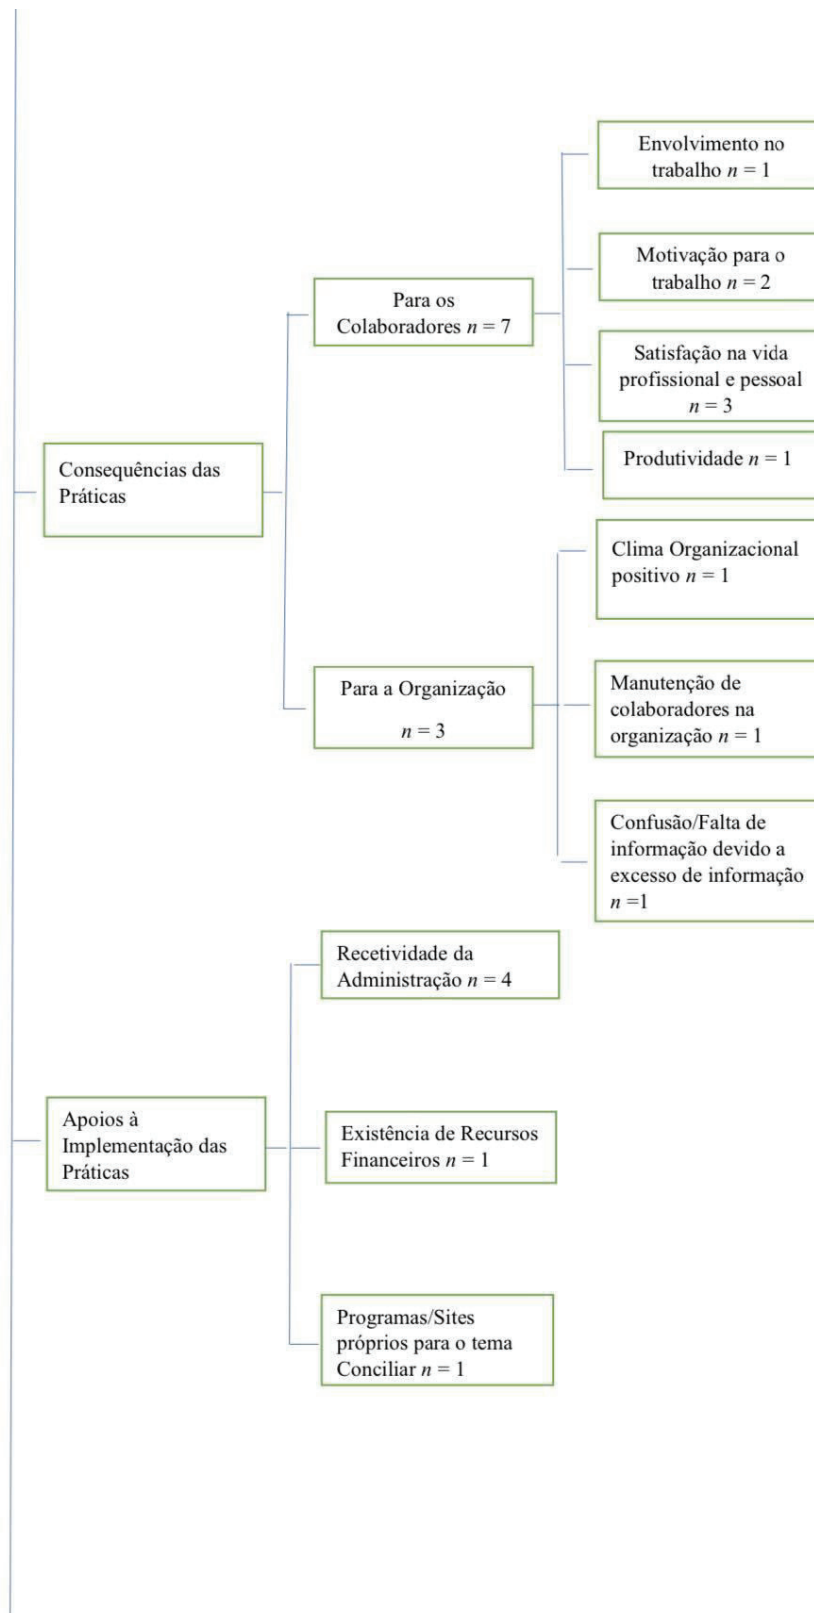 Envolvimento no
trabalho n = 1
Motivação para o
trabalho n = 2
Para os
Colaboradores n = 7
Satisfação na vida
profissional e pessoal
n = 3
Produtividade n = 1
Consequências das
Práticas
Clima Organizacional
positivo n = 1
Para a Organização
n = 3
Manutenção de
colaboradores na
organização n = 1
Confusão/Falta de
informação devido a
excesso de informação
n =1
Recetividade da
Administração n = 4
Apoios à
Implementação das
Práticas
Existência de Recursos
Financeiros n = 1
Programas/Sites
próprios para o tema
Conciliar n = 1